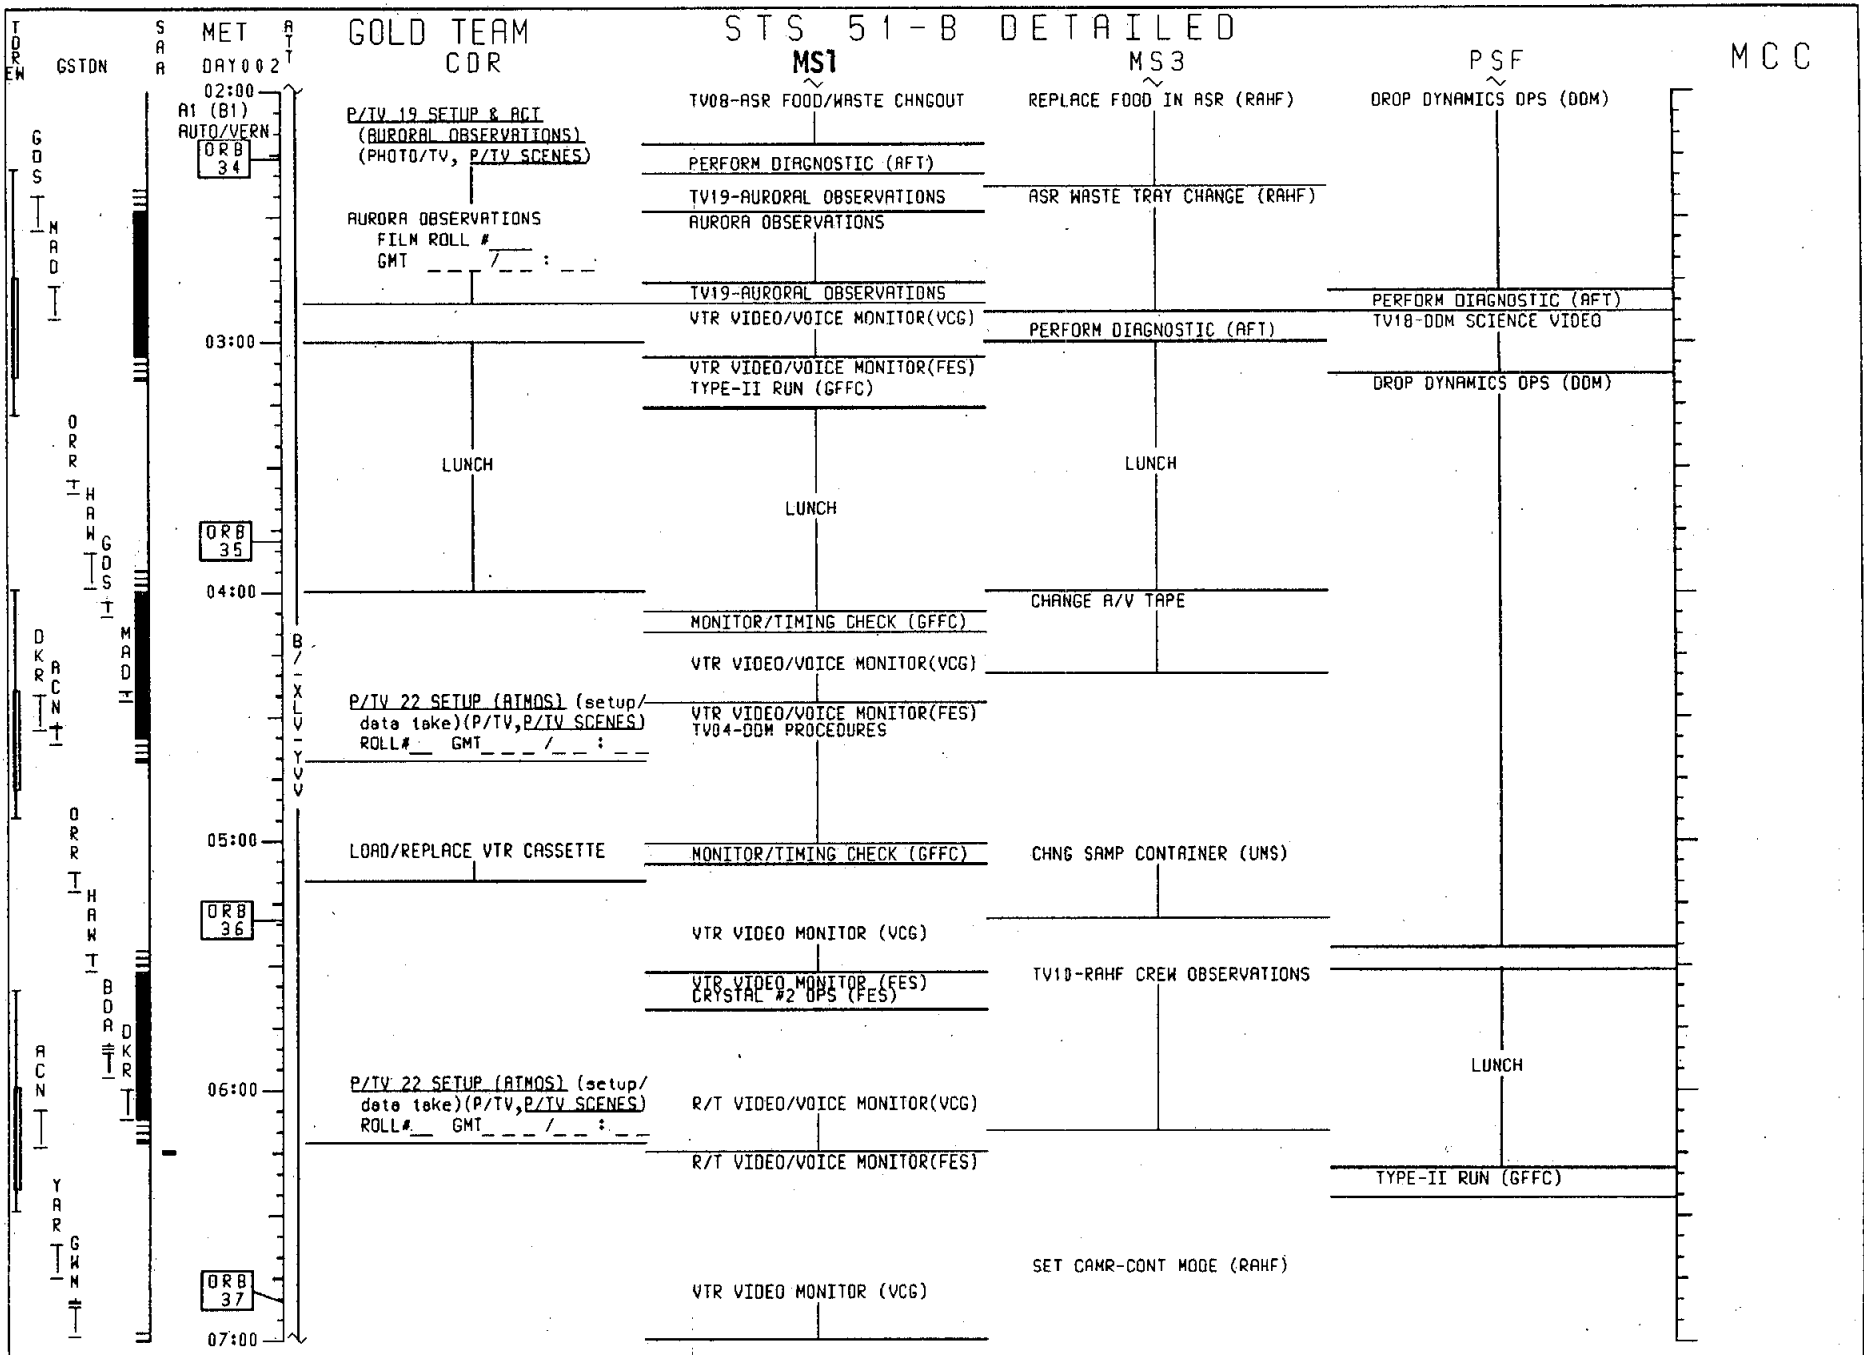 STS 51-B DETAILED
GOLD TEAM
TDRE EW
GSTDN
SAA
MET
DAY002
ATT
CDR
MS1
MS3
PSF
MCC
02:00
A1 (B1)
AUTO/VERN
ORB 34
03:00
ORB 35
04:00
05:00
ORB 36
06:00
ORB 37
07:00
GDS
MAD
ORR
HAW
GDS
MAD
DKR
ACN
ORR
HAW
BDA
DKR
ACN
YAR
GWN
B/-XLV-YVV
P/TV 19 SETUP & ACT
(AURORAL OBSERVATIONS)
(PHOTO/TV, P/TV SCENES)
AURORA OBSERVATIONS
FILM ROLL #____
GMT _ _ _ /_ _ : _ _
LUNCH
P/TV 22 SETUP (ATMOS) (setup/
data take)(P/TV,P/TV SCENES)
ROLL#__ GMT _ _ _ /_ _ : _ _
LOAD/REPLACE VTR CASSETTE
P/TV 22 SETUP (ATMOS) (setup/
data take)(P/TV,P/TV SCENES)
ROLL#__ GMT _ _ _ /_ _ : _ _
TV08-ASR FOOD/WASTE CHNGOUT
PERFORM DIAGNOSTIC (AFT)
TV19-AURORAL OBSERVATIONS
AURORA OBSERVATIONS
TV19-AURORAL OBSERVATIONS
VTR VIDEO/VOICE MONITOR(VCG)
VTR VIDEO/VOICE MONITOR(FES)
TYPE-II RUN (GFFC)
LUNCH
MONITOR/TIMING CHECK (GFFC)
VTR VIDEO/VOICE MONITOR(VCG)
VTR VIDEO/VOICE MONITOR(FES)
TV04-DDM PROCEDURES
MONITOR/TIMING CHECK (GFFC)
VTR VIDEO MONITOR (VCG)
VTR VIDEO MONITOR (FES)
CRYSTAL #2 OPS (FES)
R/T VIDEO/VOICE MONITOR(VCG)
R/T VIDEO/VOICE MONITOR(FES)
VTR VIDEO MONITOR (VCG)
REPLACE FOOD IN ASR (RAHF)
ASR WASTE TRAY CHANGE (RAHF)
PERFORM DIAGNOSTIC (AFT)
LUNCH
CHANGE A/V TAPE
CHNG SAMP CONTAINER (UMS)
TV10-RAHF CREW OBSERVATIONS
SET CAMR-CONT MODE (RAHF)
DROP DYNAMICS OPS (DDM)
PERFORM DIAGNOSTIC (AFT)
TV18-DDM SCIENCE VIDEO
DROP DYNAMICS OPS (DDM)
LUNCH
TYPE-II RUN (GFFC)